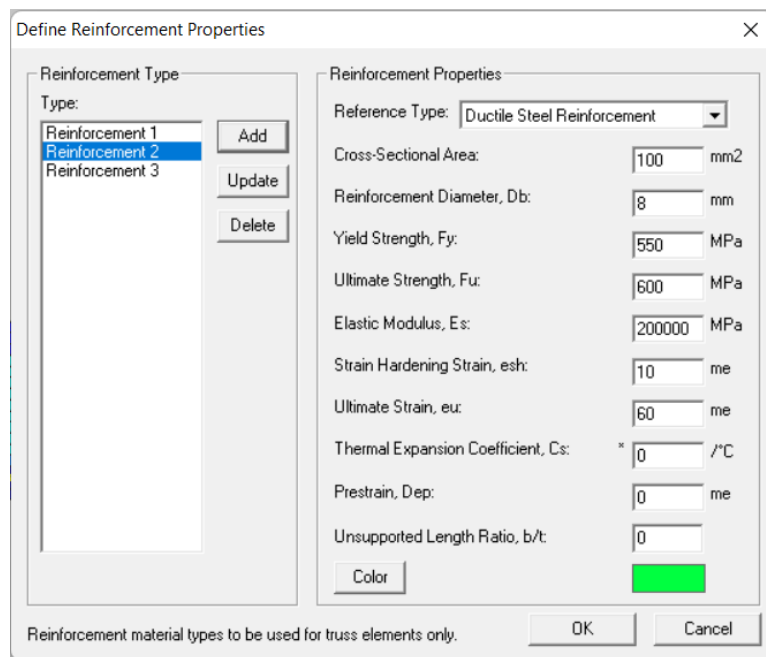 Define Reinforcement Properties
Reinforcement Type
Type:
Reinforcement 1
Reinforcement 2
Reinforcement 3
Add
Update
Delete
Reinforcement Properties
Reference Type: Ductile Steel Reinforcement
Cross-Sectional Area: 100 mm2
Reinforcement Diameter, Db: 8 mm
Yield Strength, Fy: 550 MPa
Ultimate Strength, Fu: 600 MPa
Elastic Modulus, Es: 200000 MPa
Strain Hardening Strain, esh: 10 me
Ultimate Strain, eu: 60 me
Thermal Expansion Coefficient, Cs: * 0 /°C
Prestrain, Dep: 0 me
Unsupported Length Ratio, b/t: 0
Color
Reinforcement material types to be used for truss elements only.
OK Cancel